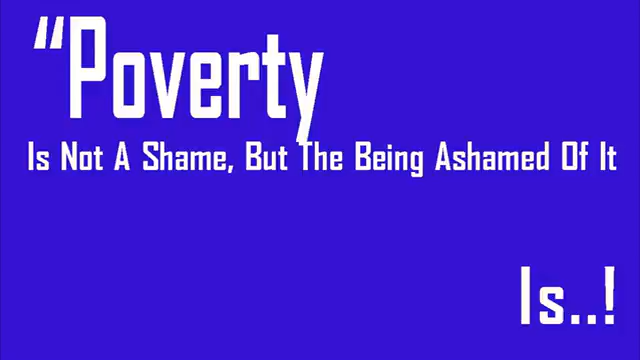 “Poverty
Is Not A Shame, But The Being Ashamed Of It
Is..!